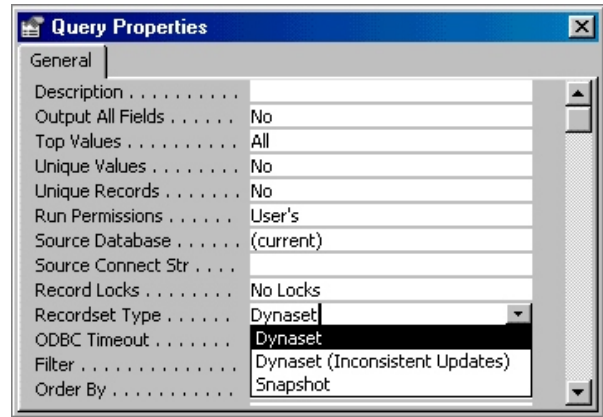 Query Properties
General
Description . . . . . . . . . .
Output All Fields . . . . . . No
Top Values . . . . . . . . . . All
Unique Values . . . . . . . . No
Unique Records . . . . . . . No
Run Permissions . . . . . . User's
Source Database . . . . . . (current)
Source Connect Str . . . .
Record Locks . . . . . . . . No Locks
Recordset Type . . . . . . Dynaset
ODBC Timeout . . . . . . . Dynaset
Filter . . . . . . . . . . . . . . Dynaset (Inconsistent Updates)
Order By . . . . . . . . . . . Snapshot